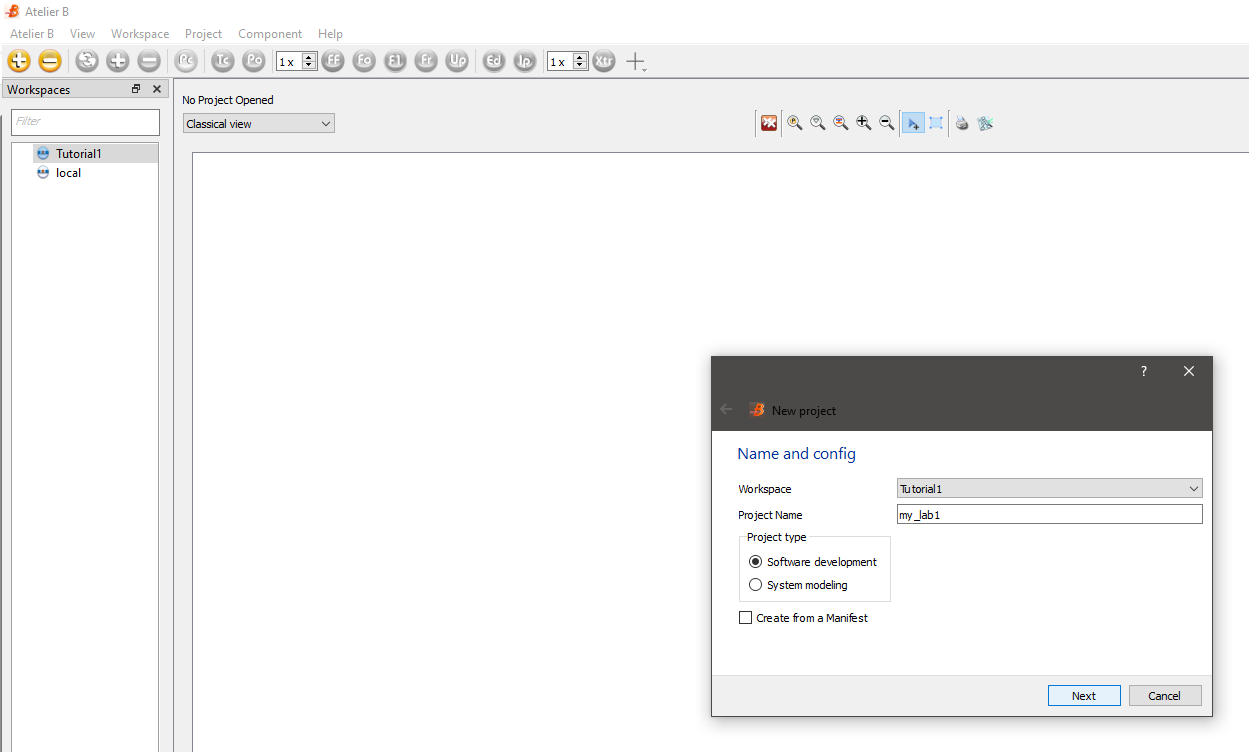 Atelier B
Atelier B View Workspace Project Component Help
Pc Tc Po 1 x FF Fo F1 Fr Up Ed Ip 1 x Xtr
Workspaces
No Project Opened
Filter
Classical view
Tutorial1
local
?
New project
Name and config
Workspace Tutorial1
Project Name my_lab1
Project type
Software development
System modeling
Create from a Manifest
Next Cancel